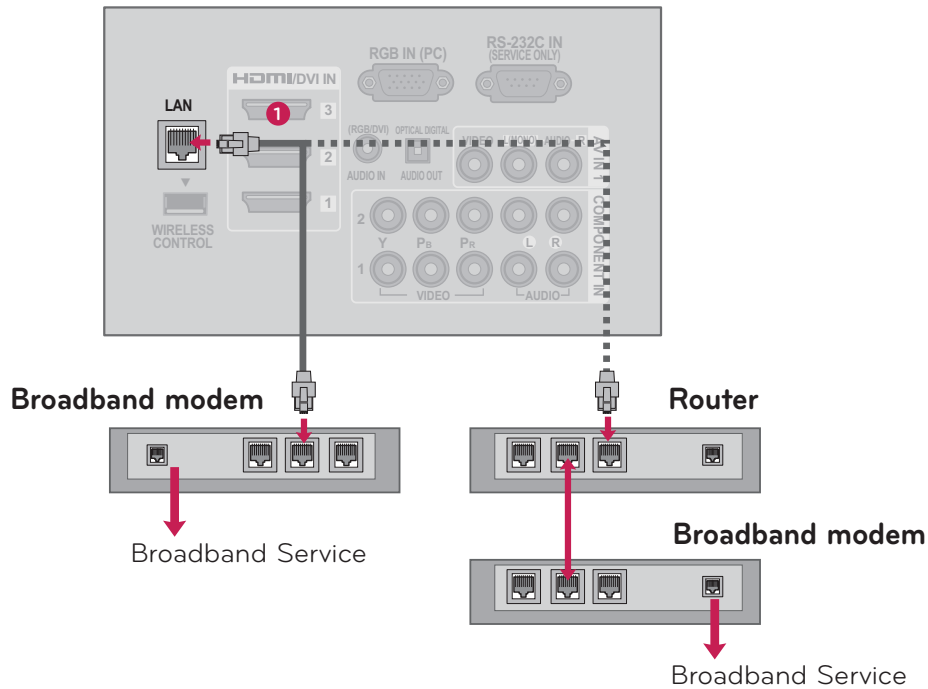 RGB IN (PC)
RS-232C IN
(SERVICE ONLY)
HDMI/DVI IN
LAN
1
3
2
1
(RGB/DVI)
AUDIO IN
OPTICAL DIGITAL
AUDIO OUT
VIDEO L/MONO AUDIO R
AV IN 1
WIRELESS
CONTROL
2
Y PB PR L R
1
VIDEO AUDIO
COMPONENT IN
Broadband modem
Router
Broadband Service
Broadband modem
Broadband Service